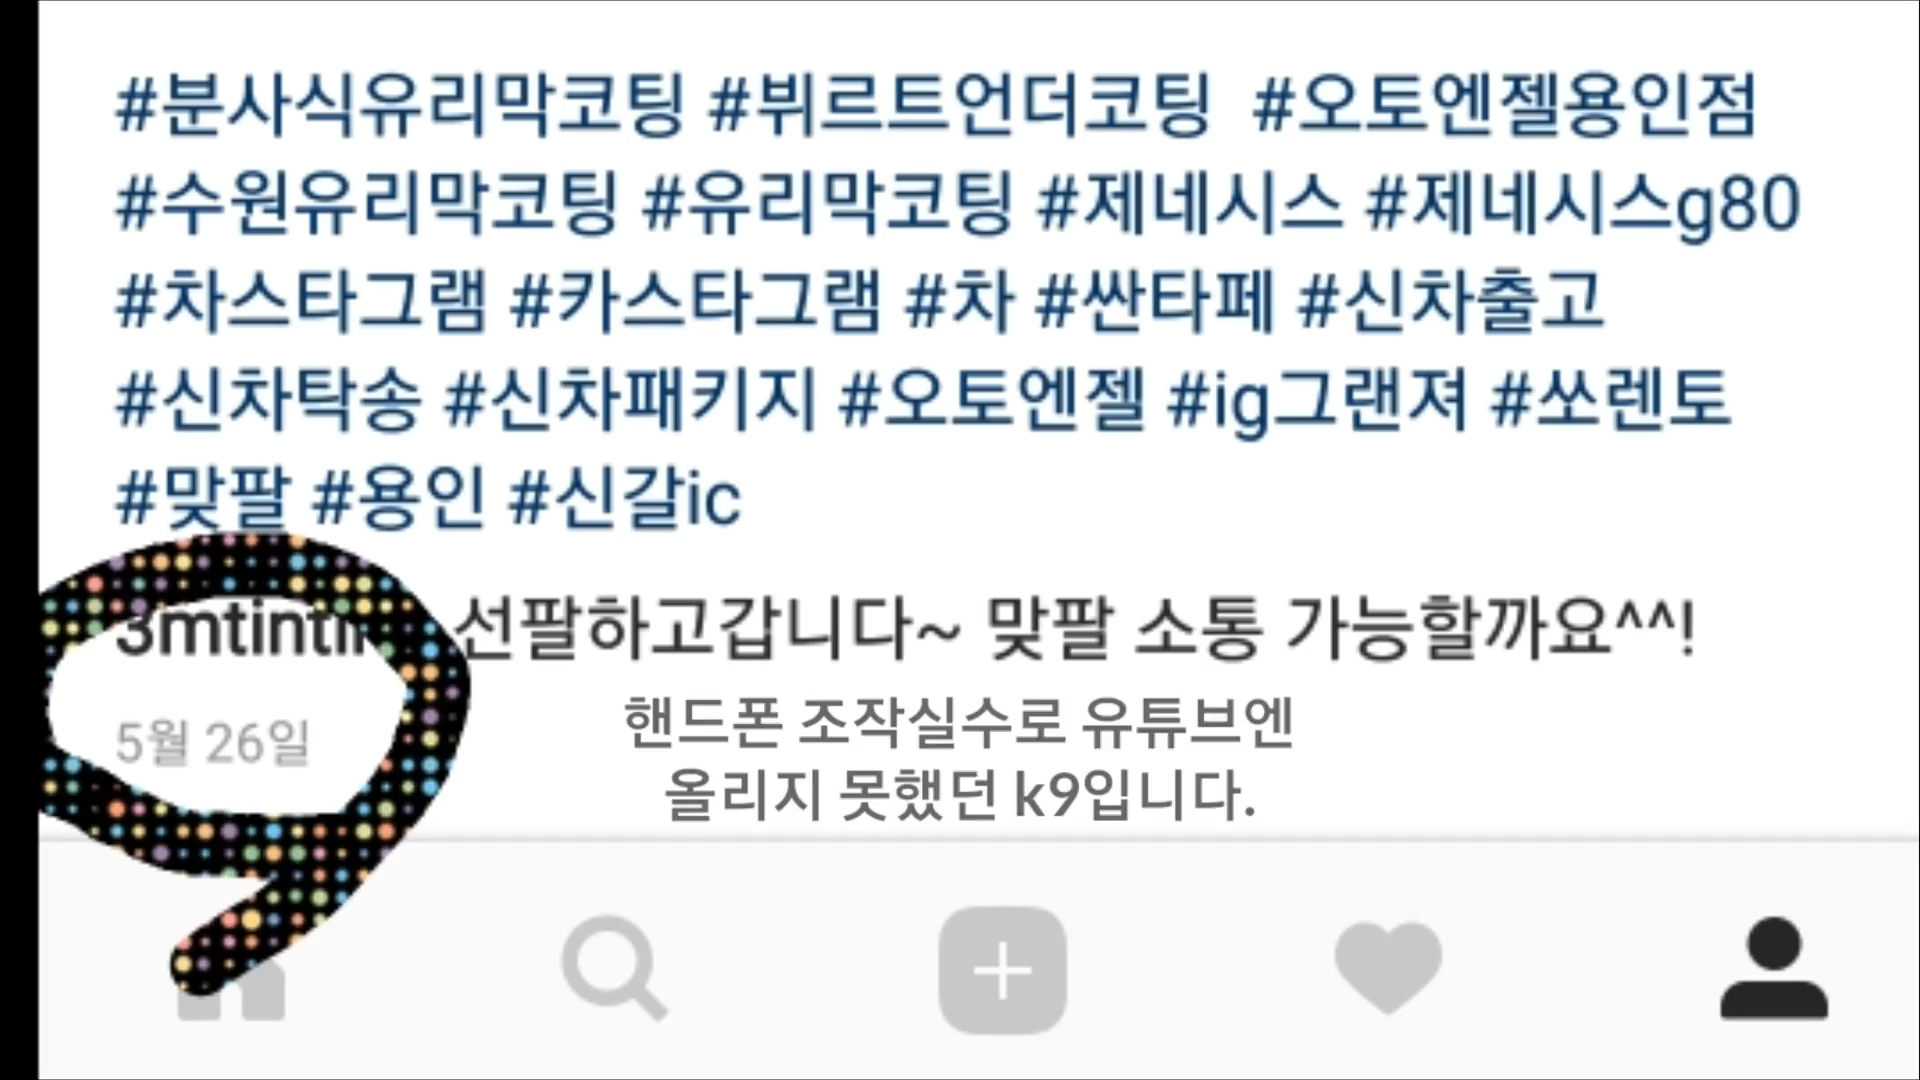 #분사식유리막코팅 #뷔르트언더코팅 #오토엔젤용인점
#수원유리막코팅 #유리막코팅 #제네시스 #제네시스g80
#차스타그램 #카스타그램 #차 #싼타페 #신차출고
#신차탁송 #신차패키지 #오토엔젤 #ig그랜져 #쏘렌토
#맞팔 #용인 #신갈ic
선팔하고갑니다~ 맞팔 소통 가능할까요^^!
5월 26일
핸드폰 조작실수로 유튜브엔
올리지 못했던 k9입니다.